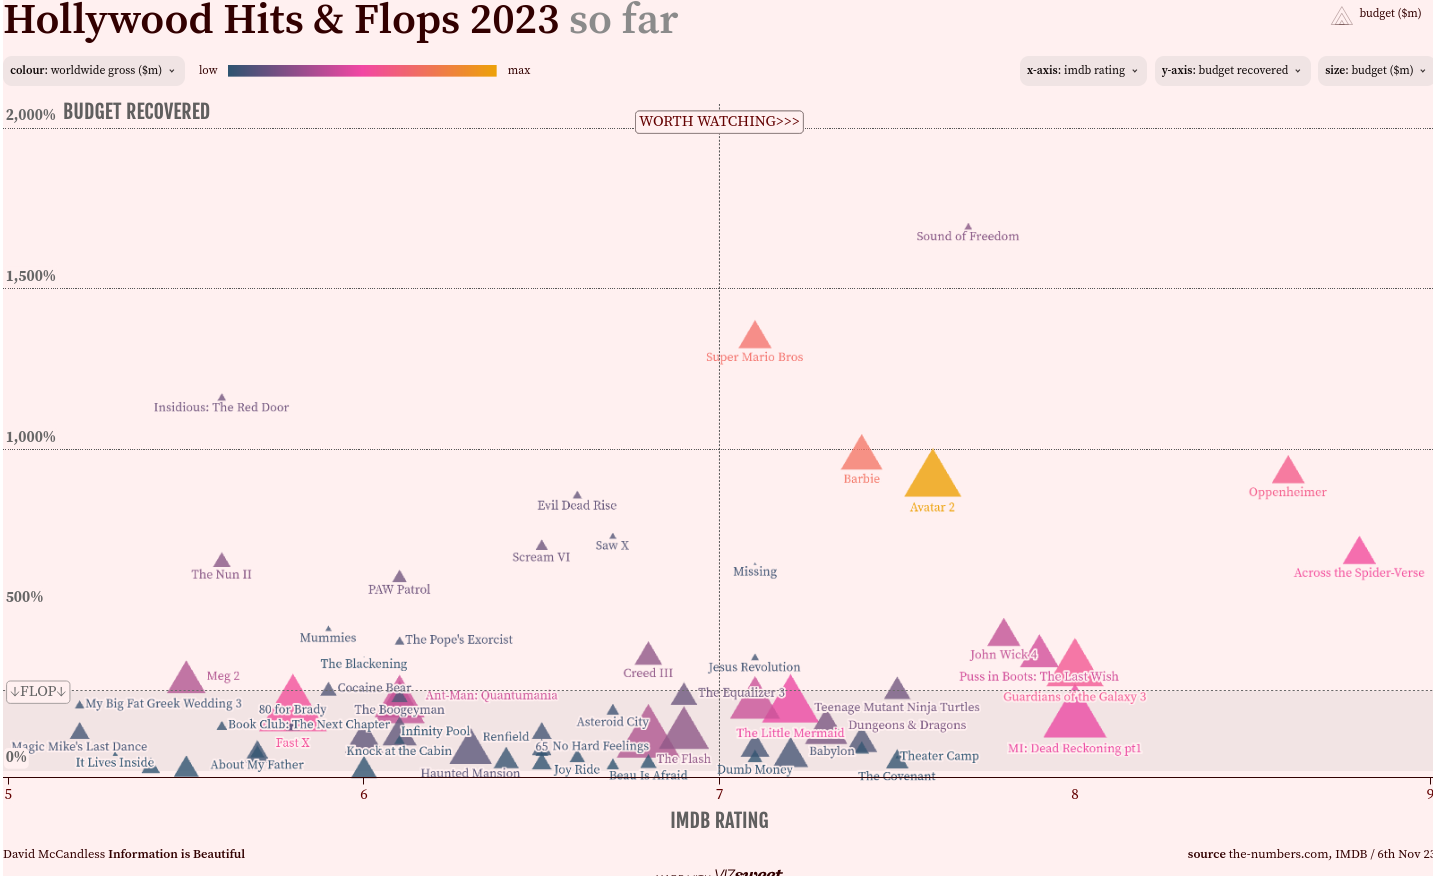 Hollywood Hits & Flops 2023 so far
budget ($m)
colour: worldwide gross ($m)
low
max
x-axis: imdb rating
y-axis: budget recovered
size: budget ($m)
2,000% BUDGET RECOVERED
WORTH WATCHING>>>
Sound of Freedom
1,500%
Super Mario Bros
Insidious: The Red Door
1,000%
Barbie
Avatar 2
Oppenheimer
Evil Dead Rise
Saw X
Scream VI
Missing
The Nun II
PAW Patrol
Across the Spider-Verse
500%
Mummies
The Pope's Exorcist
The Blackening
Creed III
Jesus Revolution
John Wick 4
Meg 2
Puss in Boots: The Last Wish
↓FLOP↓
Cocaine Bear
Ant-Man: Quantumania
The Equalizer 3
Guardians of the Galaxy 3
My Big Fat Greek Wedding 3
80 for Brady
The Boogeyman
Teenage Mutant Ninja Turtles
Book Club: The Next Chapter
Asteroid City
Dungeons & Dragons
Infinity Pool
Renfield
The Little Mermaid
Fast X
Magic Mike's Last Dance
65
No Hard Feelings
MI: Dead Reckoning pt1
Knock at the Cabin
Babylon
0%
It Lives Inside
About My Father
The Flash
Theater Camp
Haunted Mansion
Joy Ride
Beau Is Afraid
Dumb Money
The Covenant
5
6
7
8
9
IMDB RATING
David McCandless Information is Beautiful
source the-numbers.com, IMDB / 6th Nov 23